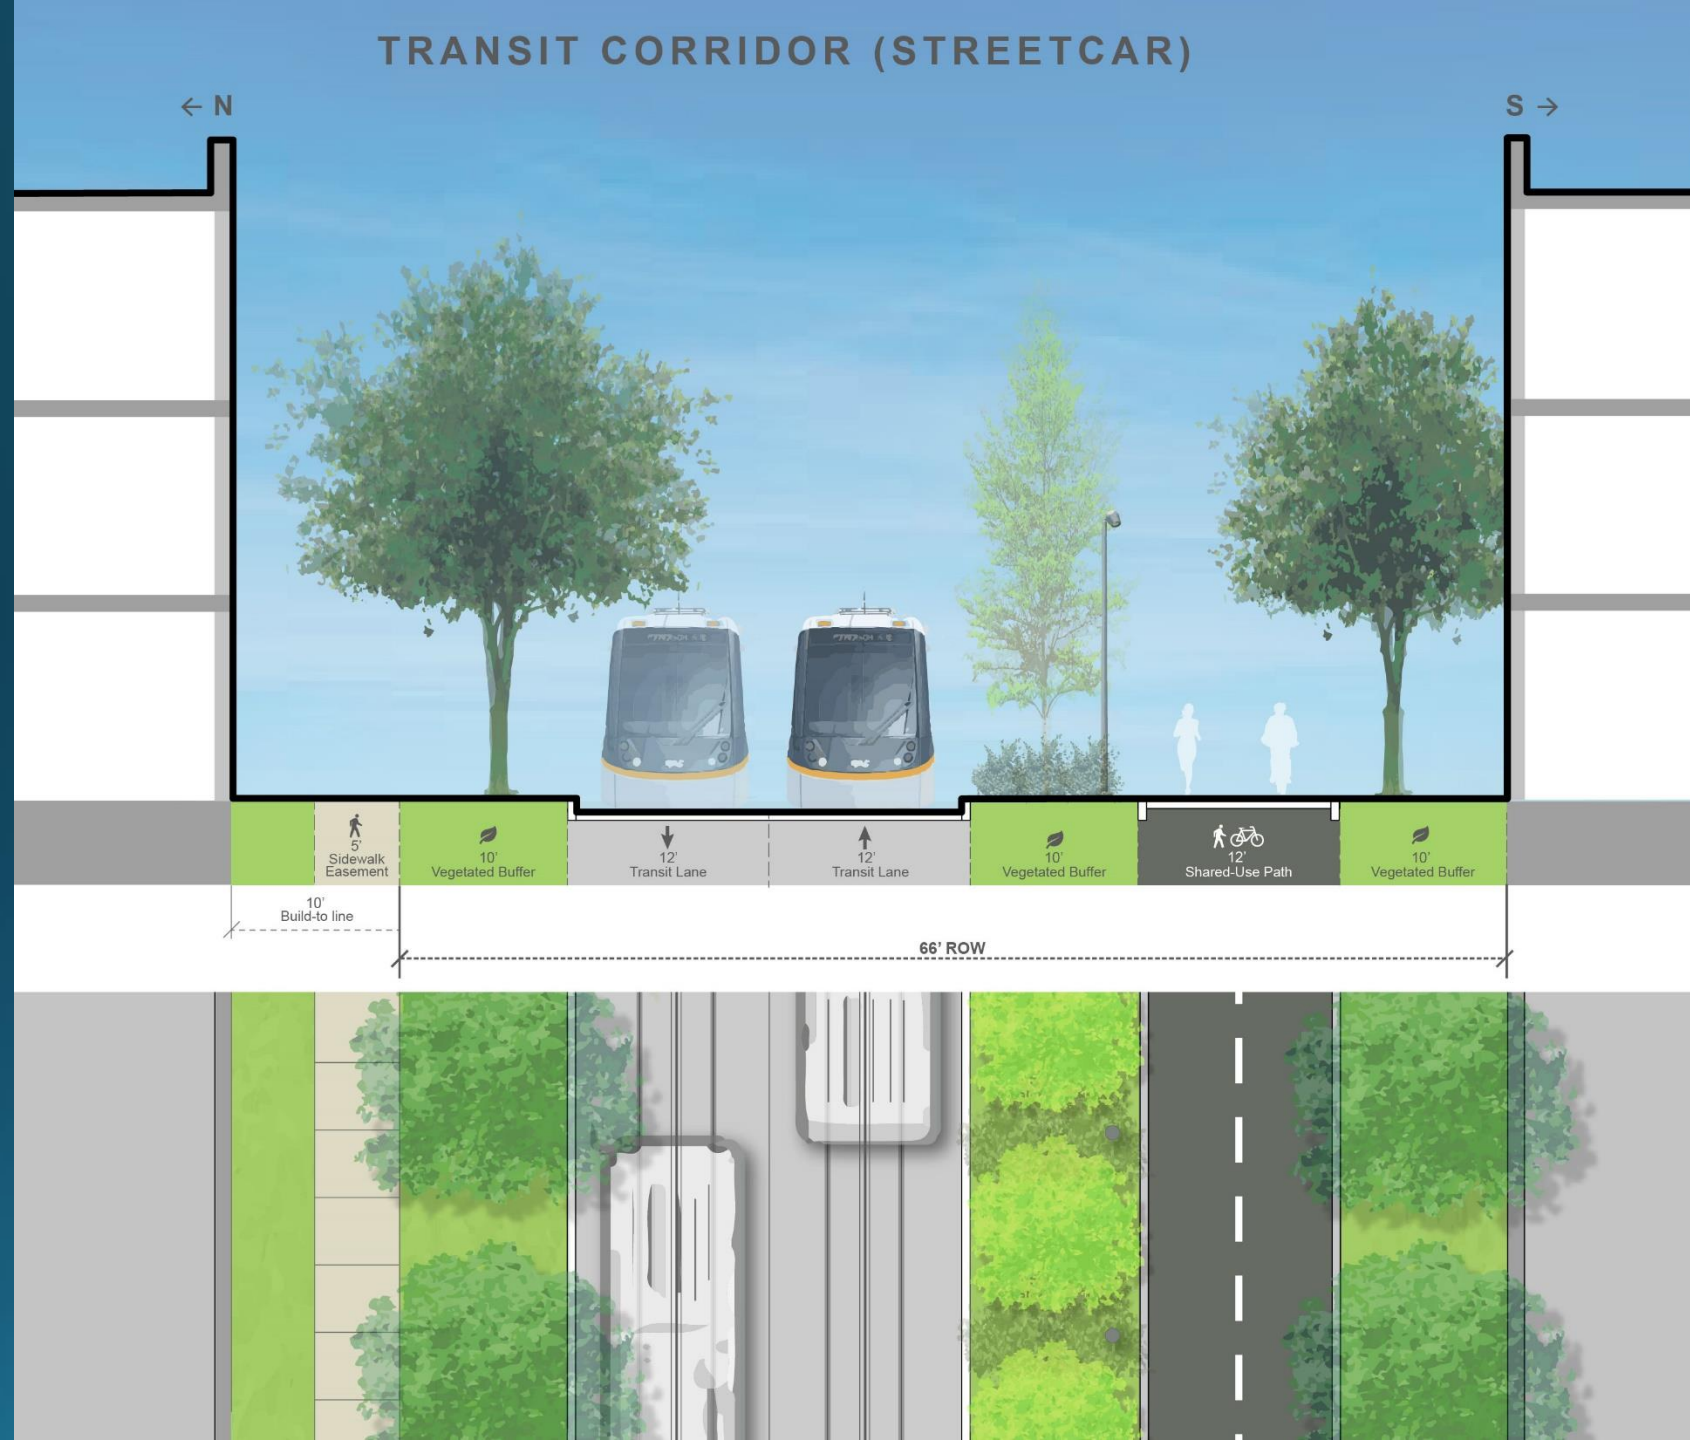 TRANSIT CORRIDOR (STREETCAR)
← N
S →
5'
Sidewalk
Easement
10'
Vegetated Buffer
12'
Transit Lane
12'
Transit Lane
10'
Vegetated Buffer
12'
Shared-Use Path
10'
Vegetated Buffer
10'
Build-to line
66' ROW